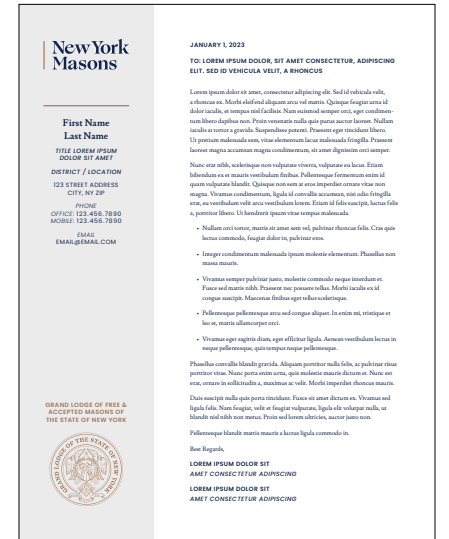 New York
Masons
First Name
Last Name
TITLE LOREM IPSUM
DOLOR SIT AMET
DISTRICT / LOCATION
123 STREET ADDRESS
CITY, NY ZIP
PHONE
OFFICE: 123.456.7890
MOBILE: 123.456.7890
EMAIL
EMAIL@EMAIL.COM
GRAND LODGE OF FREE &
ACCEPTED MASONS OF
THE STATE OF NEW YORK
GRAND LODGE OF THE STATE OF NEW YORK
JANUARY 1, 2023
TO: LOREM IPSUM DOLOR, SIT AMET CONSECTETUR, ADIPISCING
ELIT. SED ID VEHICULA VELIT, A RHONCUS
Lorem ipsum dolor sit amet, consectetur adipiscing elit. Sed id vehicula velit,
a rhoncus ex. Morbi eleifend aliquam arcu vel mattis. Quisque feugiat urna id
dolor iaculis, et tristique ex consectetur. Nam ullamcorper mi sed orci, eget condimen-
tum libero dapibus non. Proin venenatis nulla quis purus auctor laoreet. Nullam
iaculis at tortor a gravida. Suspendisse potenti. Praesent eget tincidunt libero.
Ut pretium malesuada sem, vitae elementum lacus malesuada fringilla. Praesent
laoreet magna accumsan magna condimentum, sit amet dignissim orci semper.
Nunc erat nibh, scelerisque non vulputate viverra, vulputate eu lacus. Etiam
bibendum ex et mauris vestibulum finibus. Pellentesque fermentum enim id
quam vulputate blandit. Quisque non sem at eros imperdiet ornare vitae non
magna. Vivamus condimentum, ligula id convallis accumsan, nisi odio fringilla
erat, eu vestibulum velit arcu vestibulum lorem. Etiam id felis suscipit, luctus felis
a, porttitor libero. Ut hendrerit ipsum vitae tempus malesuada.
• Nullam orci tortor, mattis sit amet sem vel, pulvinar rhoncus felis. Cras quis
lectus commodo, feugiat dolor in, pulvinar eros.
• Integer condimentum malesuada ipsum molestie elementum. Phasellus non
massa mauris.
• Vivamus semper pulvinar justo, molestie commodo neque interdum et.
Fusce sed mattis nibh. Praesent nec posuere tellus. Morbi iaculis ex id
congue suscipit. Maecenas finibus eget tellus scelerisque.
• Pellentesque pellentesque arcu sed congue aliquet. In enim mi, tristique et
leo et, mattis ullamcorper orci.
• Vivamus eget sagittis diam, eget efficitur ligula. Aenean vestibulum lectus in
neque pellentesque, quis tempus neque pellentesque.
Phasellus convallis blandit gravida. Aliquam porttitor nulla felis, ac pulvinar risus
porttitor vitae. Nunc porta enim urna, quis molestie mauris dictum et. Nunc est
erat, ornare in sollicitudin a, maximus ac velit. Morbi imperdiet rhoncus mauris.
Duis suscipit nulla quis porta tincidunt. Fusce sit amet dictum ex. Vivamus sed
ligula felis. Nam feugiat, velit et feugiat vulputate, ligula elit volutpat nulla, ut
blandit nisl nibh non metus. Proin sed lorem ultricies, auctor justo non.
Pellentesque blandit mattis mauris a luctus ligula commodo in.
Best Regards,
LOREM IPSUM DOLOR SIT
AMET CONSECTETUR ADIPISCING
LOREM IPSUM DOLOR SIT
AMET CONSECTETUR ADIPISCING